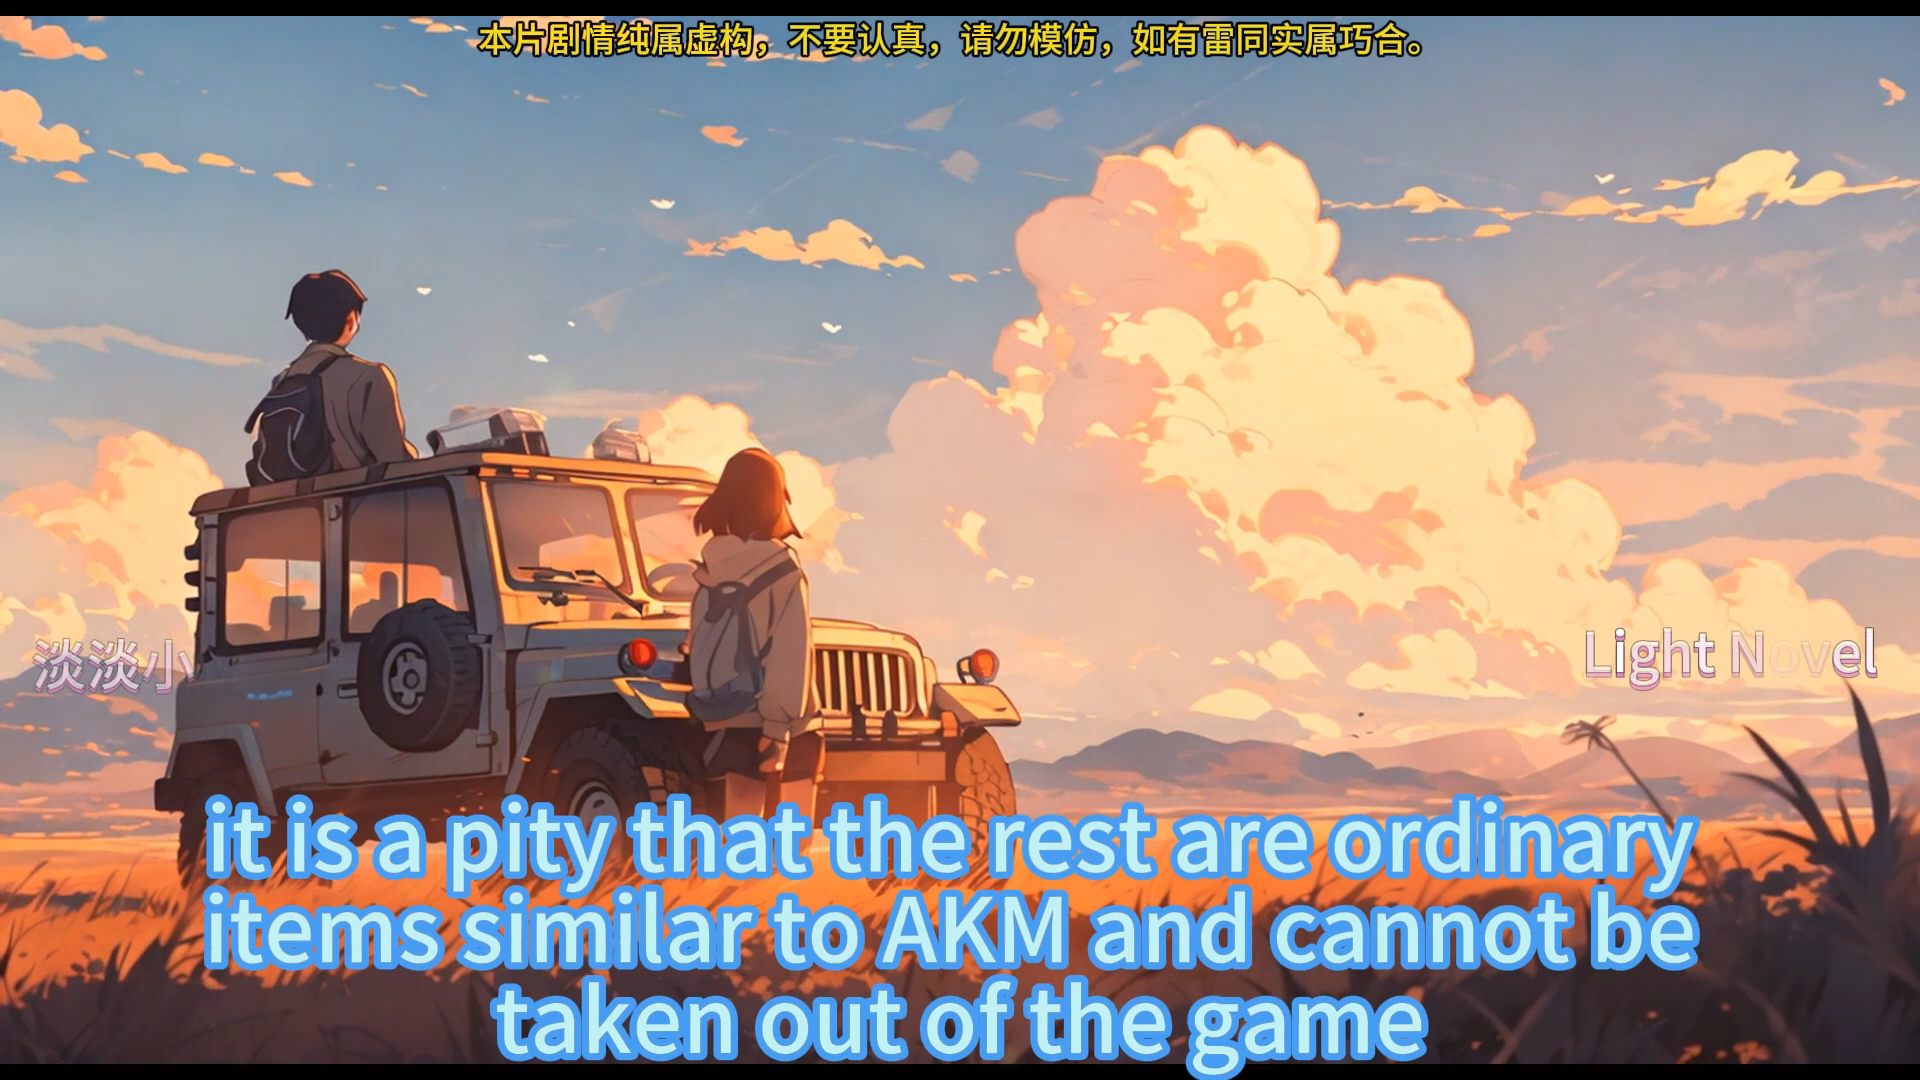 本片剧情纯属虚构，不要认真，请勿模仿，如有雷同实属巧合。
淡淡小
Light Novel
it is a pity that the rest are ordinary
items similar to AKM and cannot be
taken out of the game